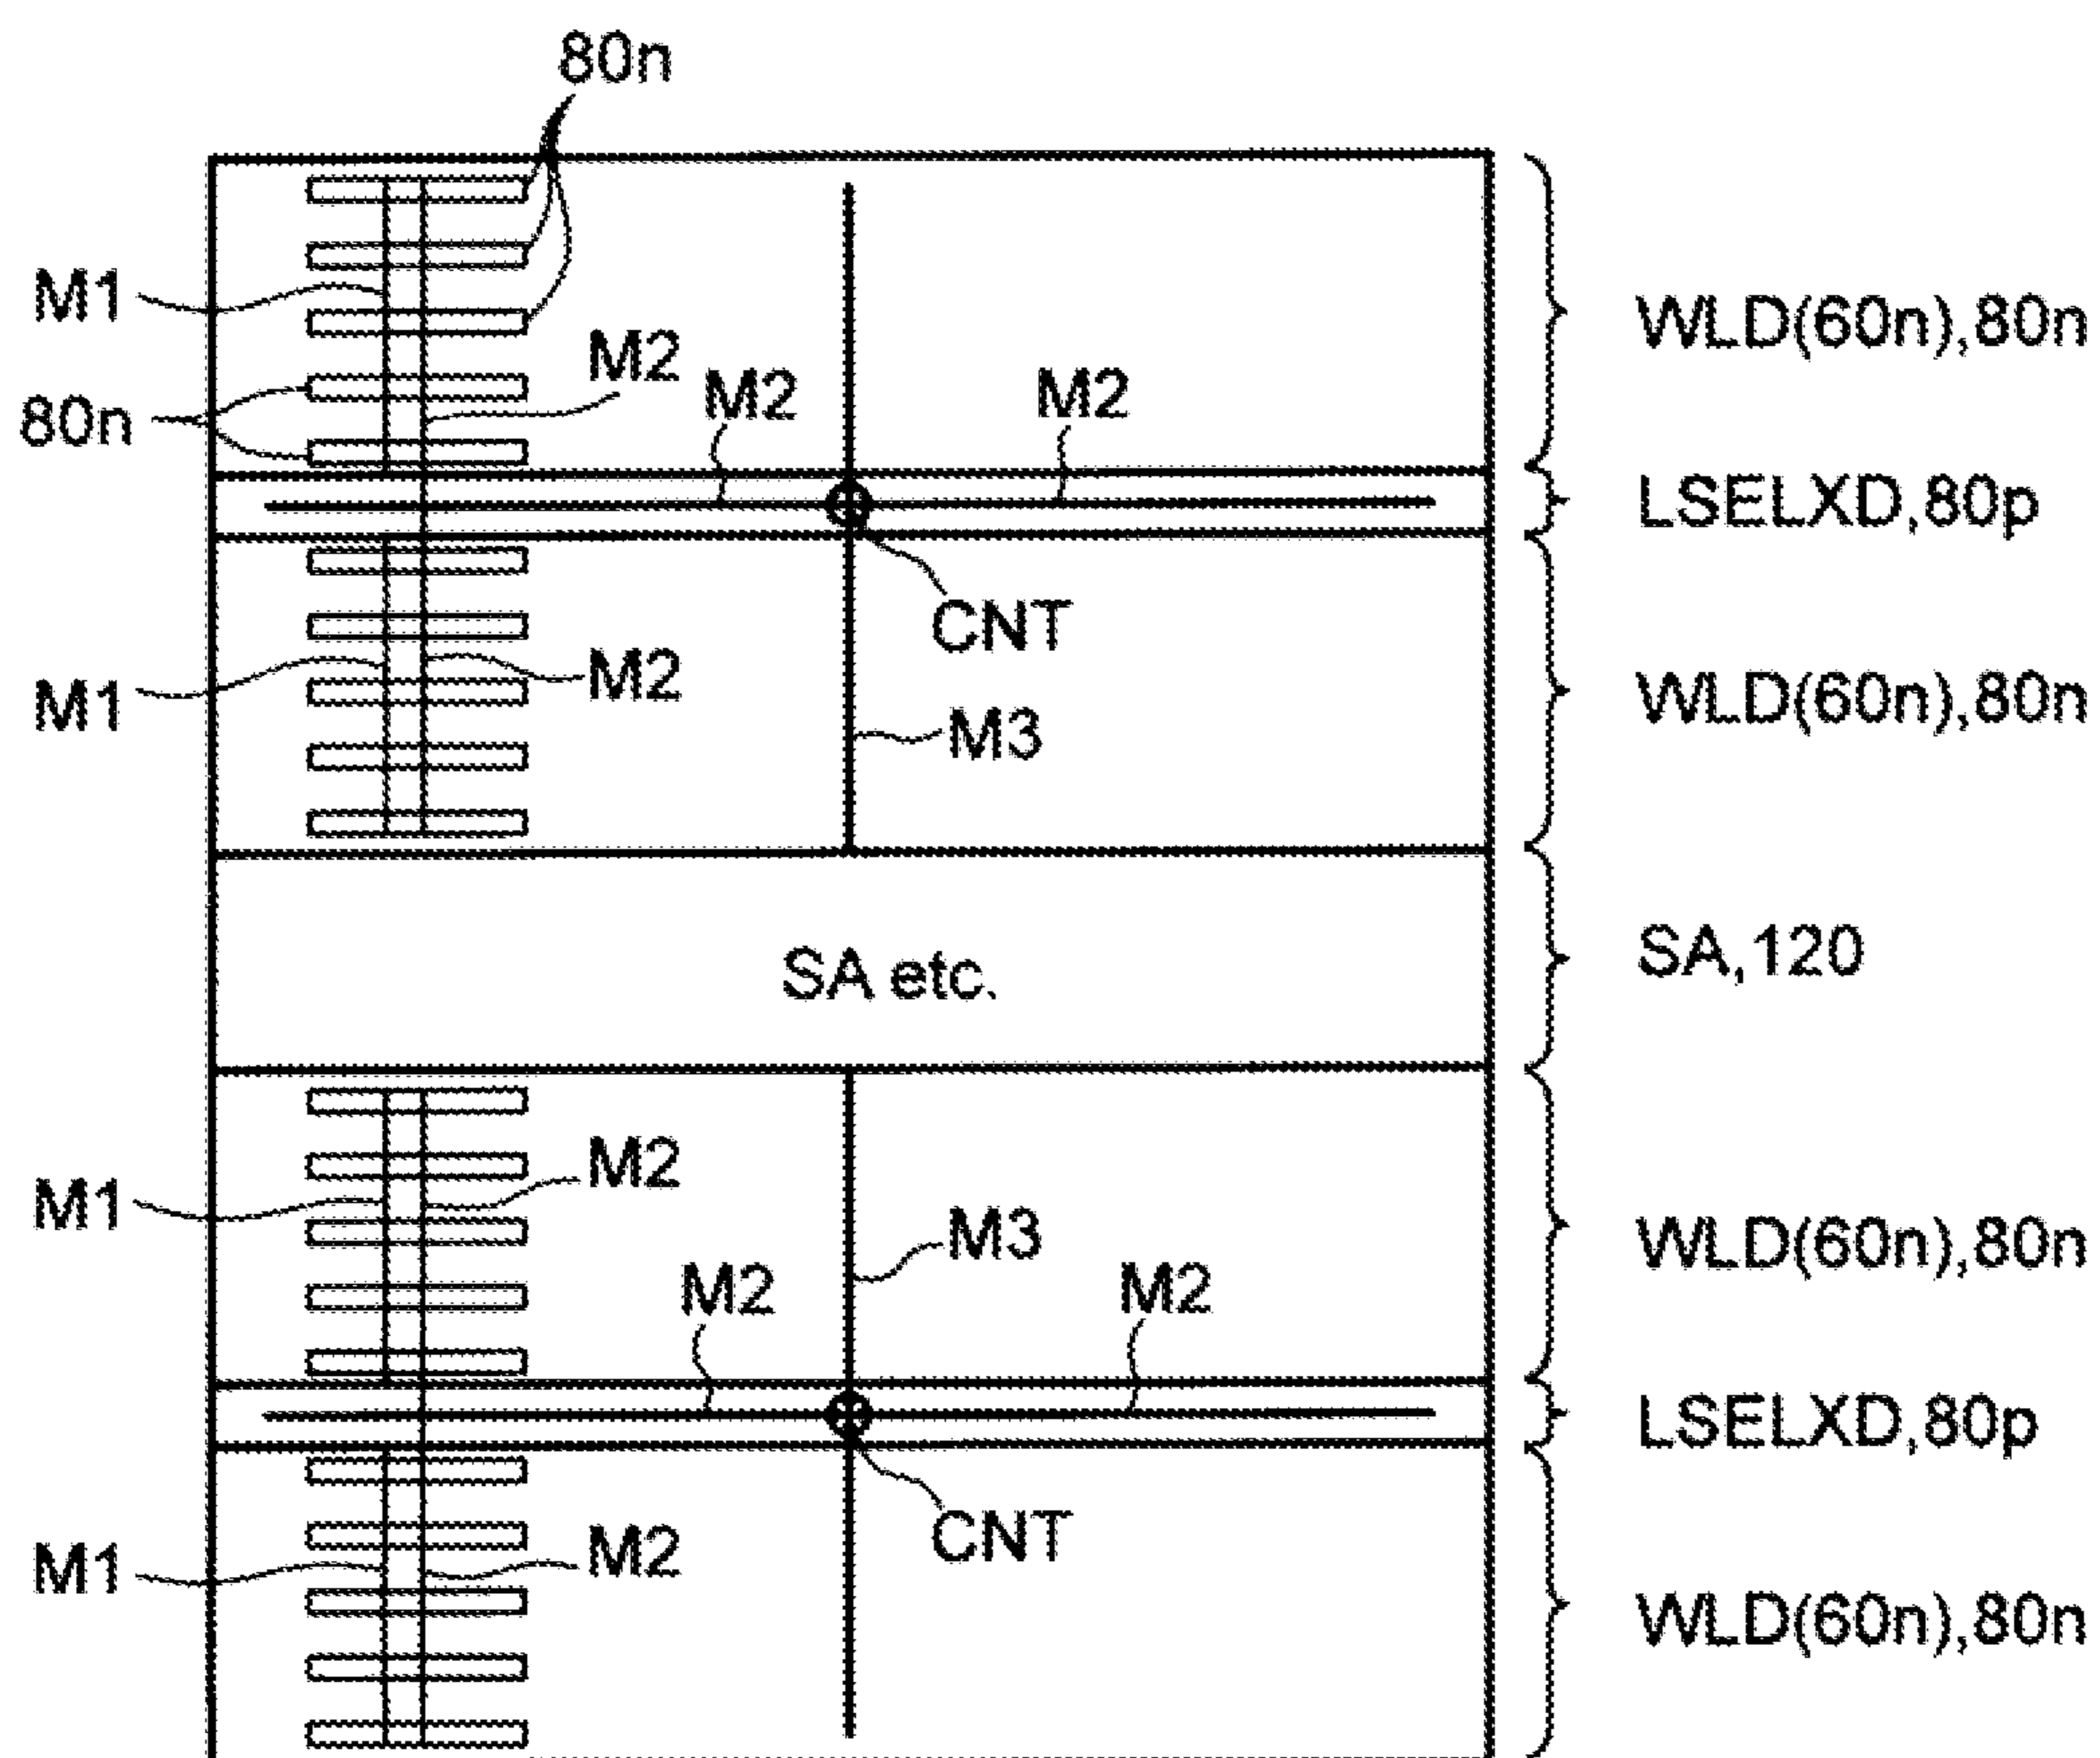 80n
M1
WLD(60n),80n
M2
M2
M2
80n
LSELXD,80p
CNT
M1
M2
WLD(60n),80n
M3
SA etc.
SA,120
M1
M2
M3
WLD(60n),80n
M2
M2
LSELXD,80p
CNT
M1
M2
WLD(60n),80n